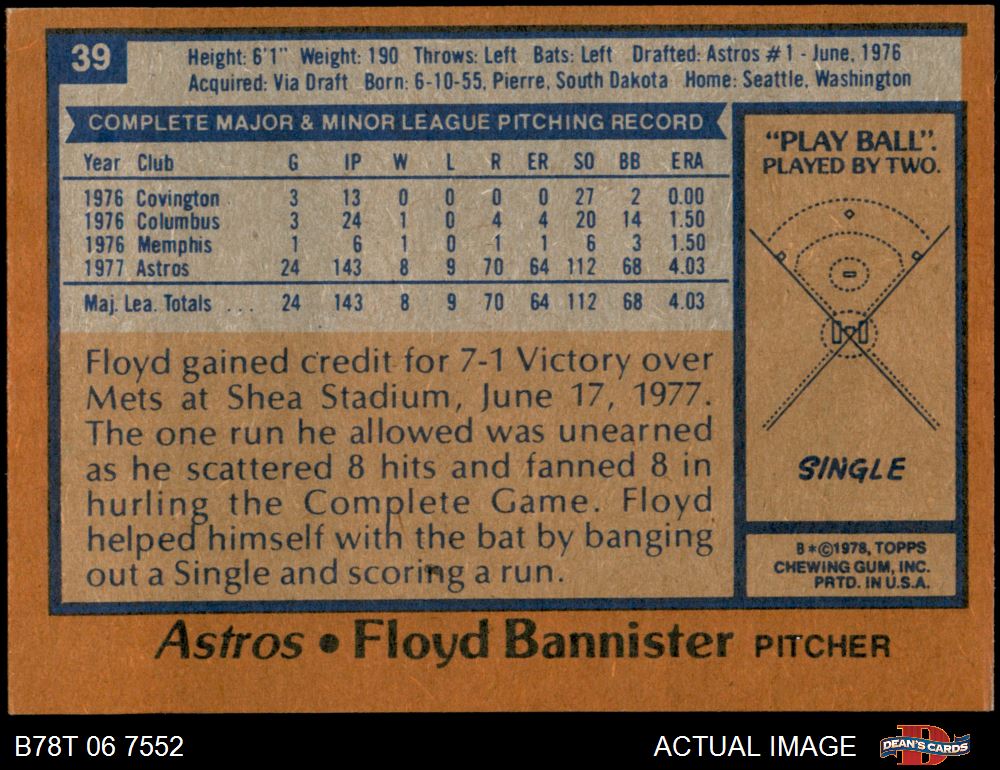 39
Height: 6'1" Weight: 190 Throws: Left Bats: Left Drafted: Astros #1 - June, 1976
Acquired: Via Draft Born: 6-10-55, Pierre, South Dakota Home: Seattle, Washington
COMPLETE MAJOR & MINOR LEAGUE PITCHING RECORD
Year Club G IP W L R ER SO BB ERA
1976 Covington 3 13 0 0 0 0 27 2 0.00
1976 Columbus 3 24 1 0 4 4 20 14 1.50
1976 Memphis 1 6 1 0 1 1 6 3 1.50
1977 Astros 24 143 8 9 70 64 112 68 4.03
Maj. Lea. Totals ... 24 143 8 9 70 64 112 68 4.03
Floyd gained credit for 7-1 Victory over
Mets at Shea Stadium, June 17, 1977.
The one run he allowed was unearned
as he scattered 8 hits and fanned 8 in
hurling the Complete Game. Floyd
helped himself with the bat by banging
out a Single and scoring a run.
"PLAY BALL".
PLAYED BY TWO.
SINGLE
B*©1978, TOPPS
CHEWING GUM, INC.
PRTD. IN U.S.A.
Astros • Floyd Bannister PITCHER
B78T 06 7552
ACTUAL IMAGE
DEAN'S CARDS